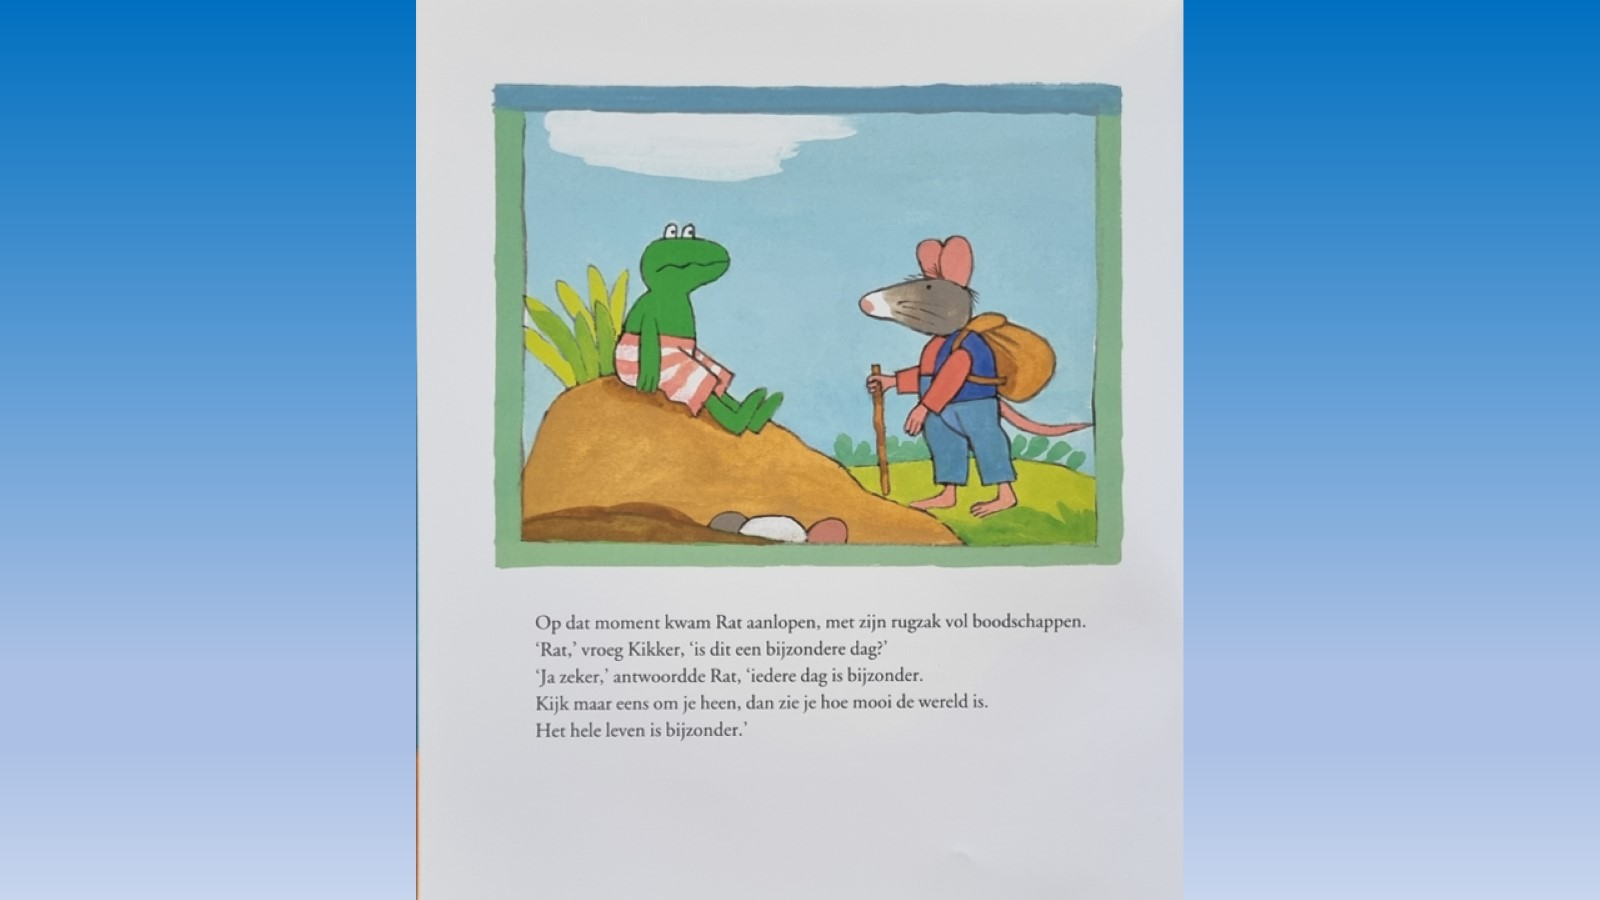 Op dat moment kwam Rat aanlopen, met zijn rugzak vol boodschappen.
‘Rat,’ vroeg Kikker, ‘is dit een bijzondere dag?’
‘Ja zeker,’ antwoordde Rat, ‘iedere dag is bijzonder.
Kijk maar eens om je heen, dan zie je hoe mooi de wereld is.
Het hele leven is bijzonder.’